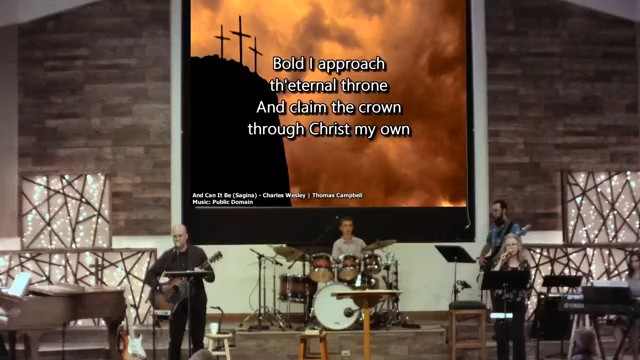 Bold I approach
th'eternal throne
And claim the crown
through Christ my own
And Can It Be (Sagina) - Charles Wesley | Thomas Campbell
Music: Public Domain